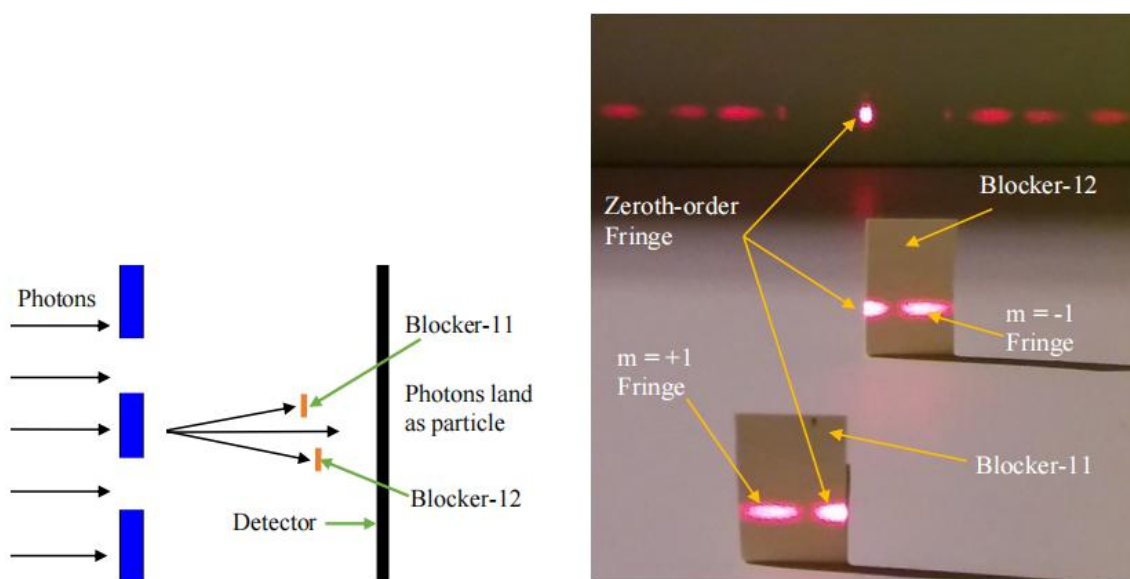 Photons
Blocker-11
Photons land
as particle
Blocker-12
Detector
Blocker-12
Zeroth-order
Fringe
m = -1
Fringe
m = +1
Fringe
Blocker-11